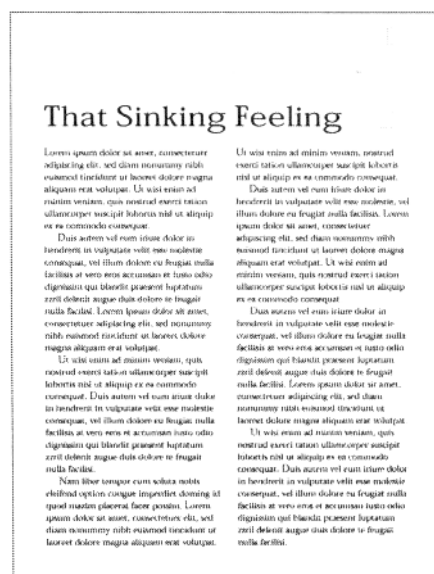 That Sinking Feeling
Lorem ipsum dolor sit amet, consectetuer
adipiscing elit, sed diam nonummy nibh
euismod tincidunt ut laoreet dolore magna
aliquam erat volutpat. Ut wisi enim ad
minim veniam, quis nostrud exerci tation
ullamcorper suscipit lobortis nisl ut aliquip
ex ea commodo consequat.
Duis autem vel eum iriure dolor in
hendrerit in vulputate velit esse molestie
consequat, vel illum dolore eu feugiat nulla
facilisis at vero eros et accumsan et iusto odio
dignissim qui blandit praesent luptatum
zzril delenit augue duis dolore te feugait
nulla facilisi. Lorem ipsum dolor sit amet,
consectetuer adipiscing elit, sed nonummy
nibh euismod tincidunt ut laoreet dolore
magna aliquam erat volutpat.
Ut wisi enim ad minim veniam, quis
nostrud exerci tation ullamcorper suscipit
lobortis nisl ut aliquip ex ea commodo
consequat. Duis autem vel eum iriure dolor
in hendrerit in vulputate velit esse molestie
consequat, vel illum dolore eu feugiat nulla
facilisis at vero eros et accumsan iusto odio
dignissim qui blandit praesent luptatum
zzril delenit augue duis dolore te feugait
nulla facilisi.
Nam liber tempor cum soluta nobis
eleifend option congue imperdiet doming id
quod mazim placerat facer possim. Lorem
ipsum dolor sit amet, consectetuer elit, sed
diam nonummy nibh euismod tincidunt ut
laoreet dolore magna aliquam erat volutpat.
Ut wisi enim ad minim veniam, nostrud
exerci tation ullamcorper suscipit lobortis
nisl ut aliquip ex ea commodo consequat.
Duis autem vel eum iriure dolor in
hendrerit in vulputate velit esse molestie, vel
illum dolore eu feugiat nulla facilisis. Lorem
ipsum dolor sit amet, consectetuer
adipiscing elit, sed diam nonummy nibh
euismod tincidunt ut laoreet dolore magna
aliquam erat volutpat. Ut wisi enim ad
minim veniam, quis nostrud exerci tation
ullamcorper suscipit lobortis nisl ut aliquip
ex ea commodo consequat
Duis autem vel eum iriure dolor in
hendrerit in vulputate velit esse molestie
consequat, vel illum dolore eu feugiat nulla
facilisis at vero eros et accumsan iusto odio
dignissim qui blandit praesent luptatum
zzril delenit augue duis dolore te feugait
nulla facilisi. Lorem ipsum dolor sit amet,
consectetuer adipiscing elit, sed diam
nonummy nibh euismod tincidunt ut
laoreet dolore magna aliquam erat volutpat.
Ut wisi enim ad minim veniam, quis
nostrud exerci tation ullamcorper suscipit
lobortis nisl ut aliquip ex ea commodo
consequat. Duis autem vel eum iriure dolor
in hendrerit in vulputate velit esse molestie
consequat, vel illum dolore eu feugiat nulla
facilisis at vero eros et accumsan iusto odio
dignissim qui blandit praesent luptatum
zzril delenit augue duis dolore te feugait
nulla facilisi.